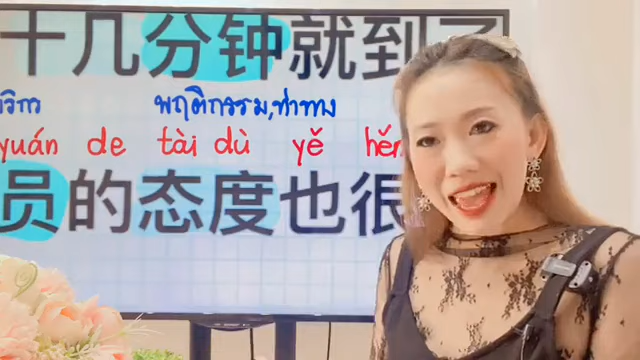 十几分钟就到了
พฤติกรรม,ท่าทาง
yuán de tài dù yě hěn
员的态度也很